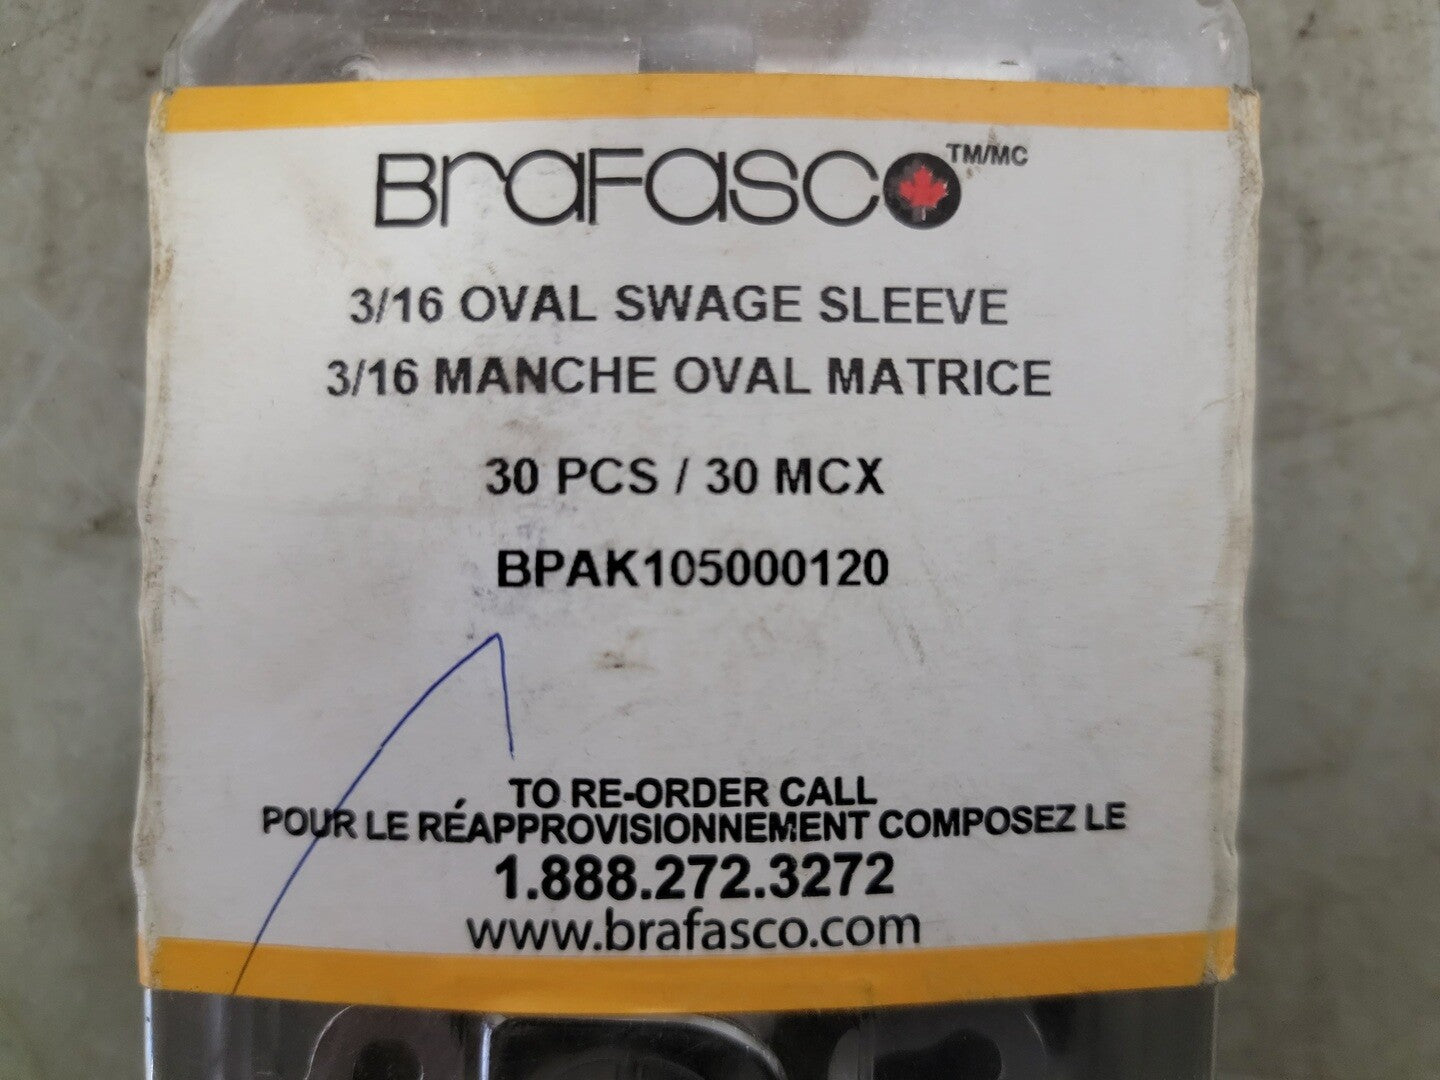 BraFasco TM/MC
3/16 OVAL SWAGE SLEEVE
3/16 MANCHE OVAL MATRICE
30 PCS / 30 MCX
BPAK105000120
TO RE-ORDER CALL
POUR LE RÉAPPROVISIONNEMENT COMPOSEZ LE
1.888.272.3272
www.brafasco.com